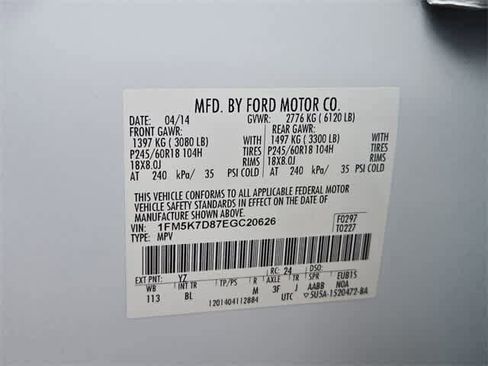 MFD. BY FORD MOTOR CO.
DATE: 04/14 GVWR: 2776 KG ( 6120 LB)
FRONT GAWR: REAR GAWR:
1397 KG ( 3080 LB) WITH 1497 KG ( 3300 LB) WITH
P245/60R18 104H TIRES P245/60R18 104H TIRES
18X8.0J RIMS 18X8.0J RIMS
AT 240 kPa/ 35 PSI COLD AT 240 kPa/ 35 PSI COLD
THIS VEHICLE CONFORMS TO ALL APPLICABLE FEDERAL MOTOR
VEHICLE SAFETY STANDARDS IN EFFECT ON THE DATE OF
MANUFACTURE SHOWN ABOVE.
VIN: 1FM5K7D87EGC20626 F0297
MPV T0227
EXT PNT: YZ RC: 24 DSO:
WB INT TR TP/PS R AXLE TR SPR EUB15
113 BL M 3F J AABB NOA
1201404112884 UTC 5U5A-1520472-BA